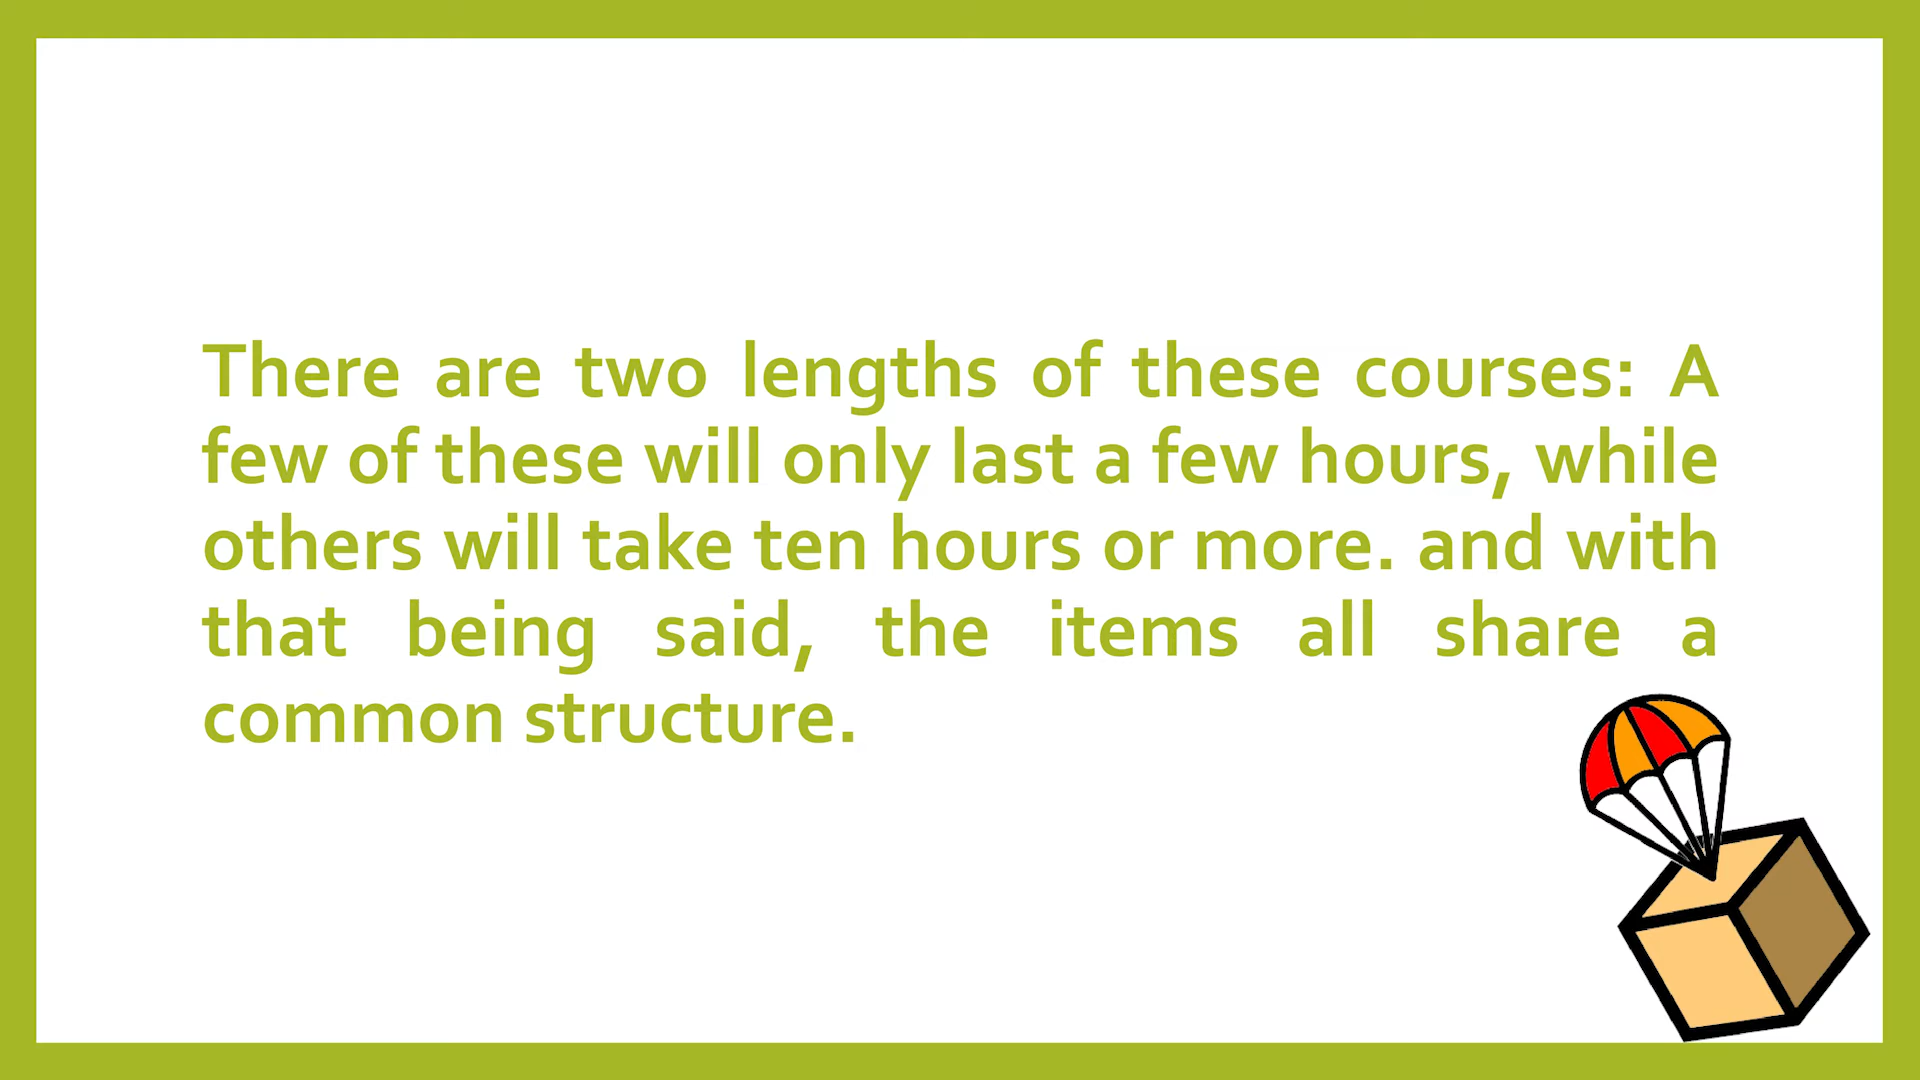 There are two lengths of these courses: A
few of these will only last a few hours, while
others will take ten hours or more. and with
that being said, the items all share a
common structure.